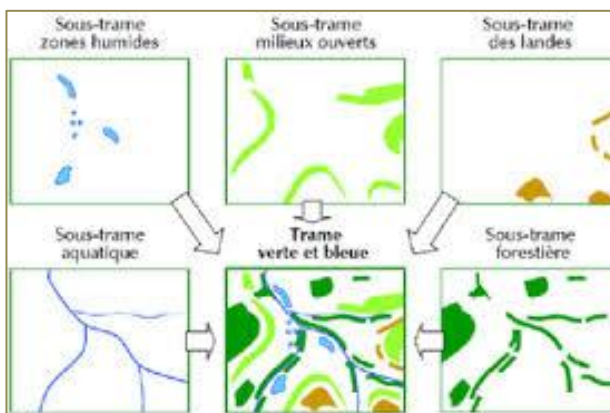 Sous-trame
zones humides
Sous-trame
milieux ouverts
Sous-trame
des landes
Sous-trame
aquatique
Trame
verte et bleue
Sous-trame
forestière